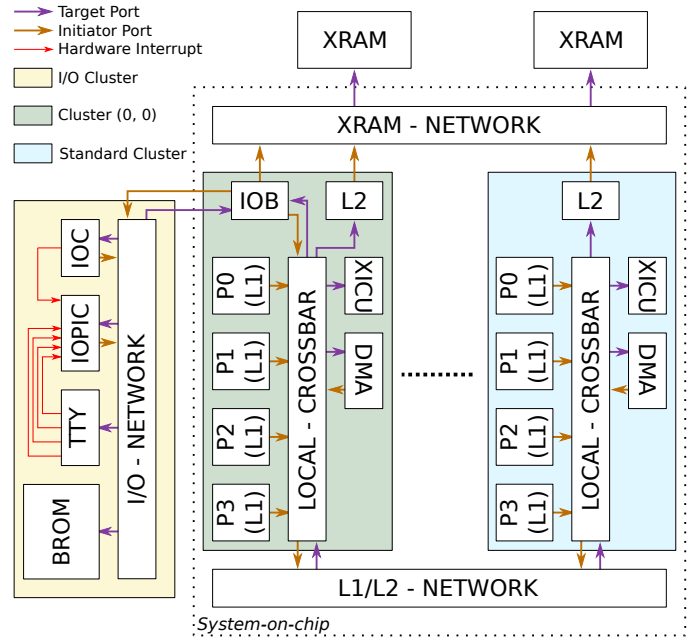 Target Port
Initiator Port
Hardware Interrupt
I/O Cluster
Cluster (0, 0)
Standard Cluster
XRAM
XRAM
XRAM - NETWORK
IOB
L2
L2
IOC
IOPIC
TTY
BROM
I/O - NETWORK
P0
(L1)
P1
(L1)
P2
(L1)
P3
(L1)
LOCAL - CROSSBAR
XICU
DMA
P0
(L1)
P1
(L1)
P2
(L1)
P3
(L1)
LOCAL - CROSSBAR
XICU
DMA
L1/L2 - NETWORK
System-on-chip